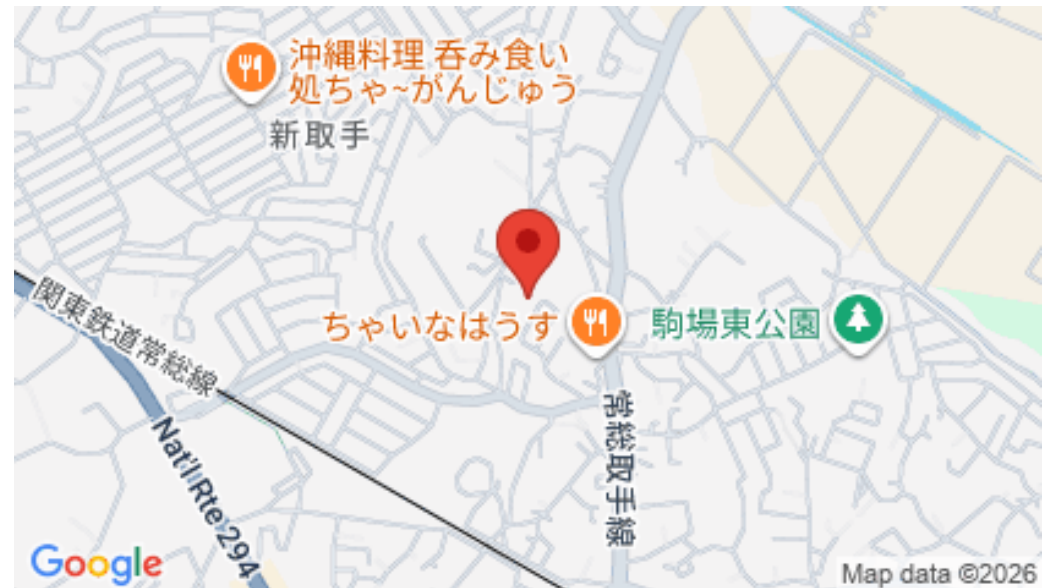 沖縄料理 呑み食い
処ちゃ~がんじゅう
新取手
関東鉄道常総線
ちゃいなはうす
駒場東公園
常総取手線
Nat'l Rte 294
Google
Map data ©2026